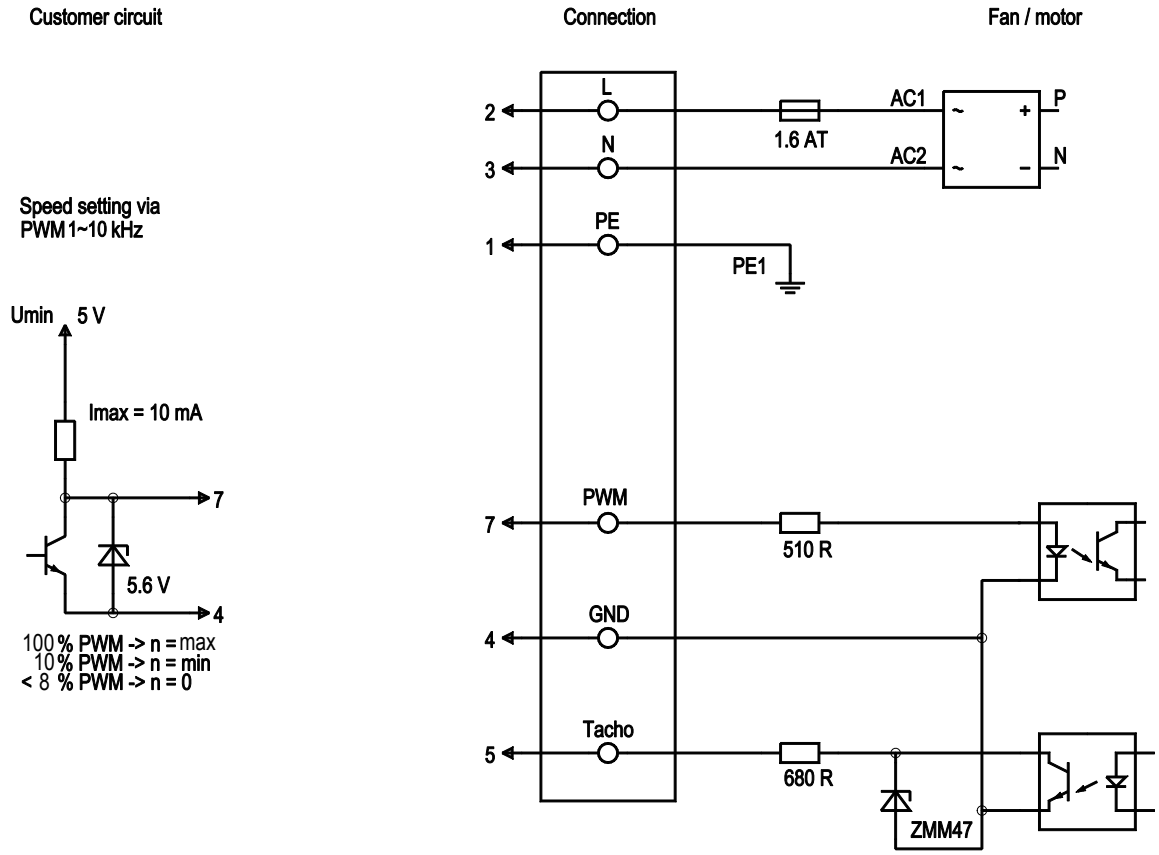 Customer circuit
Connection
Fan / motor
L
2
AC1
~
+
P
1.6 AT
N
3
AC2
~
–
N
Speed setting via
PWM 1~10 kHz
PE
1
PE1
Umin
5 V
Imax = 10 mA
7
PWM
7
510 R
5.6 V
4
GND
4
100 % PWM -> n = max
10 % PWM -> n = min
< 8 % PWM -> n = 0
Tacho
5
680 R
ZMM47